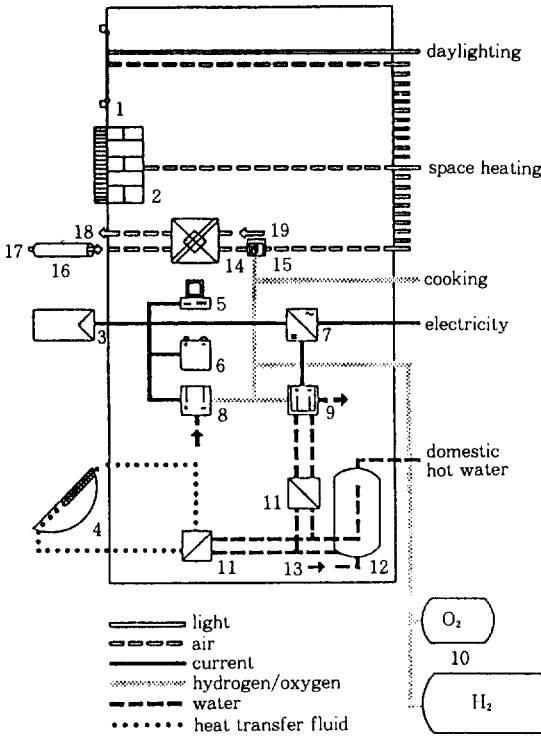 daylighting
1
space heating
2
18
19
17
16
14
15
cooking
5
3
7
electricity
6
8
9
domestic
hot water
4
11
11
13
12
O₂
10
H₂
light
air
current
hydrogen/oxygen
water
heat transfer fluid